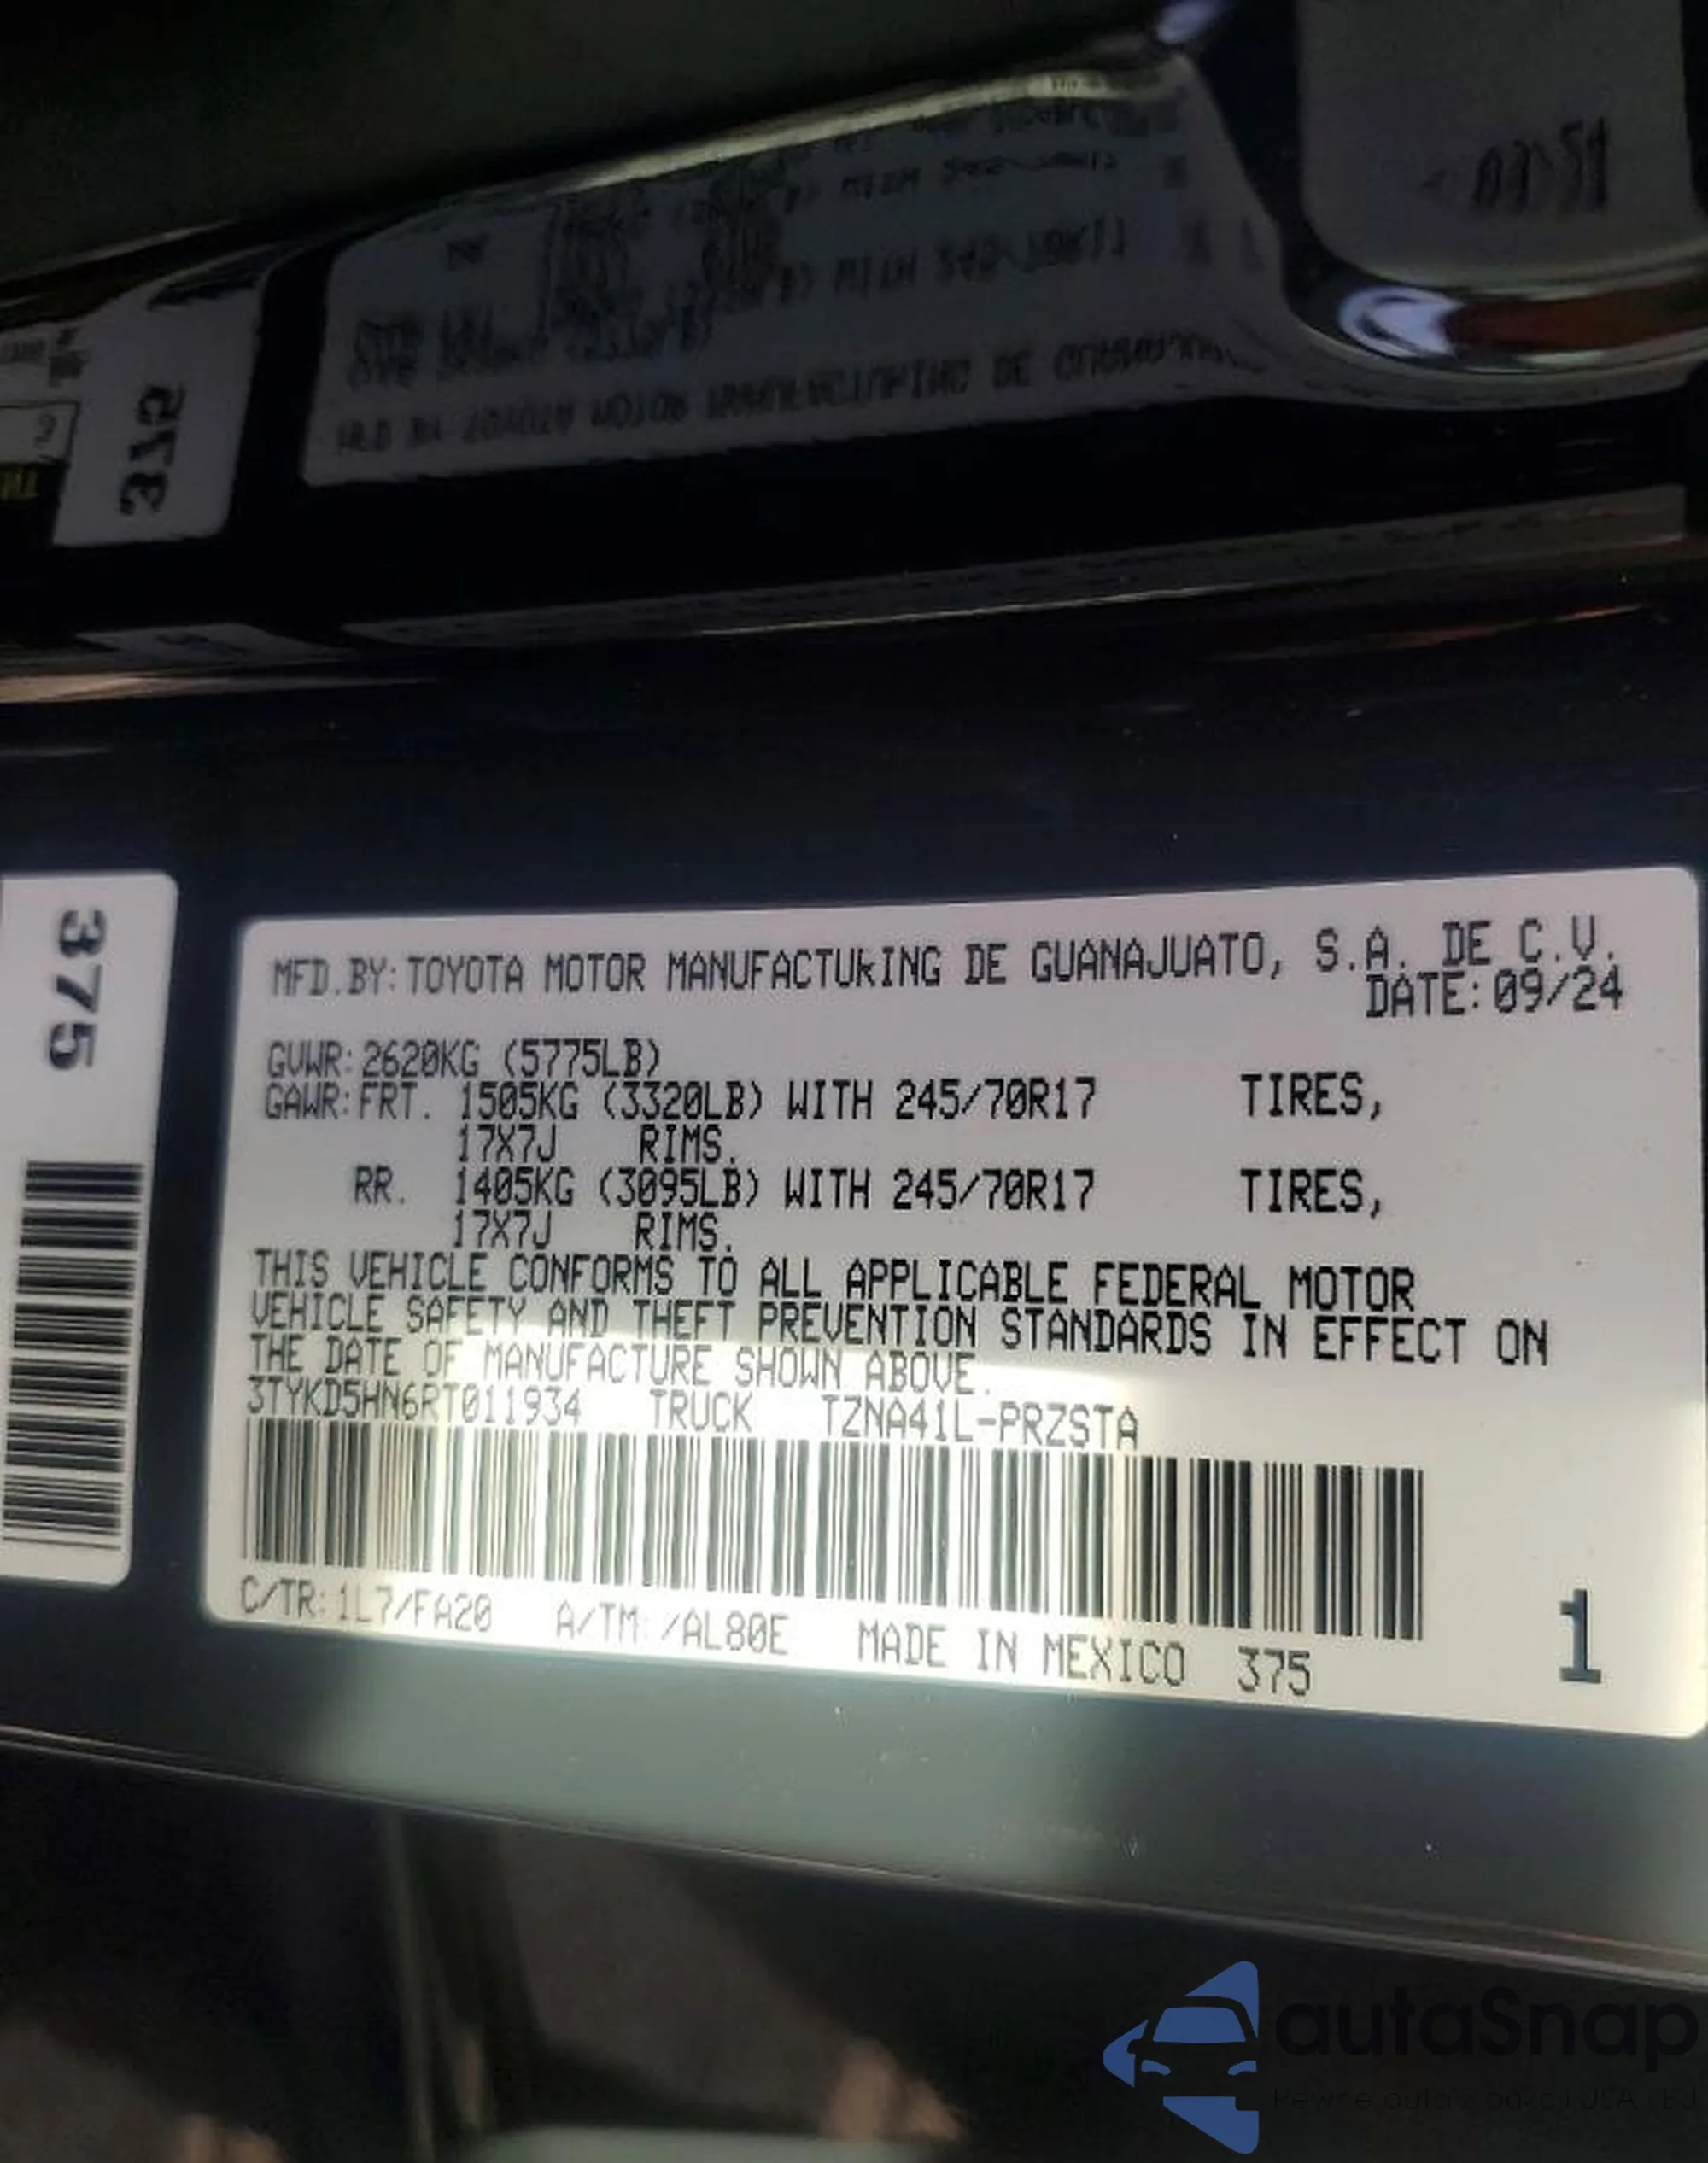 375
MFD.BY:TOYOTA MOTOR MANUFACTURING DE GUANAJUATO, S.A. DE C.V.
DATE:09/24
GVWR:2620KG (5775LB)
GAWR:FRT. 1505KG (3320LB) WITH 245/70R17 TIRES,
17X7J RIMS.
RR. 1405KG (3095LB) WITH 245/70R17 TIRES,
17X7J RIMS.
THIS VEHICLE CONFORMS TO ALL APPLICABLE FEDERAL MOTOR
VEHICLE SAFETY AND THEFT PREVENTION STANDARDS IN EFFECT ON
THE DATE OF MANUFACTURE SHOWN ABOVE.
3TYKD5HN6RT011934 TRUCK TZNA41L-PRZSTA
C/TR:1L7/FA20 A/TM:/AL80E MADE IN MEXICO 375
1
autaSnap